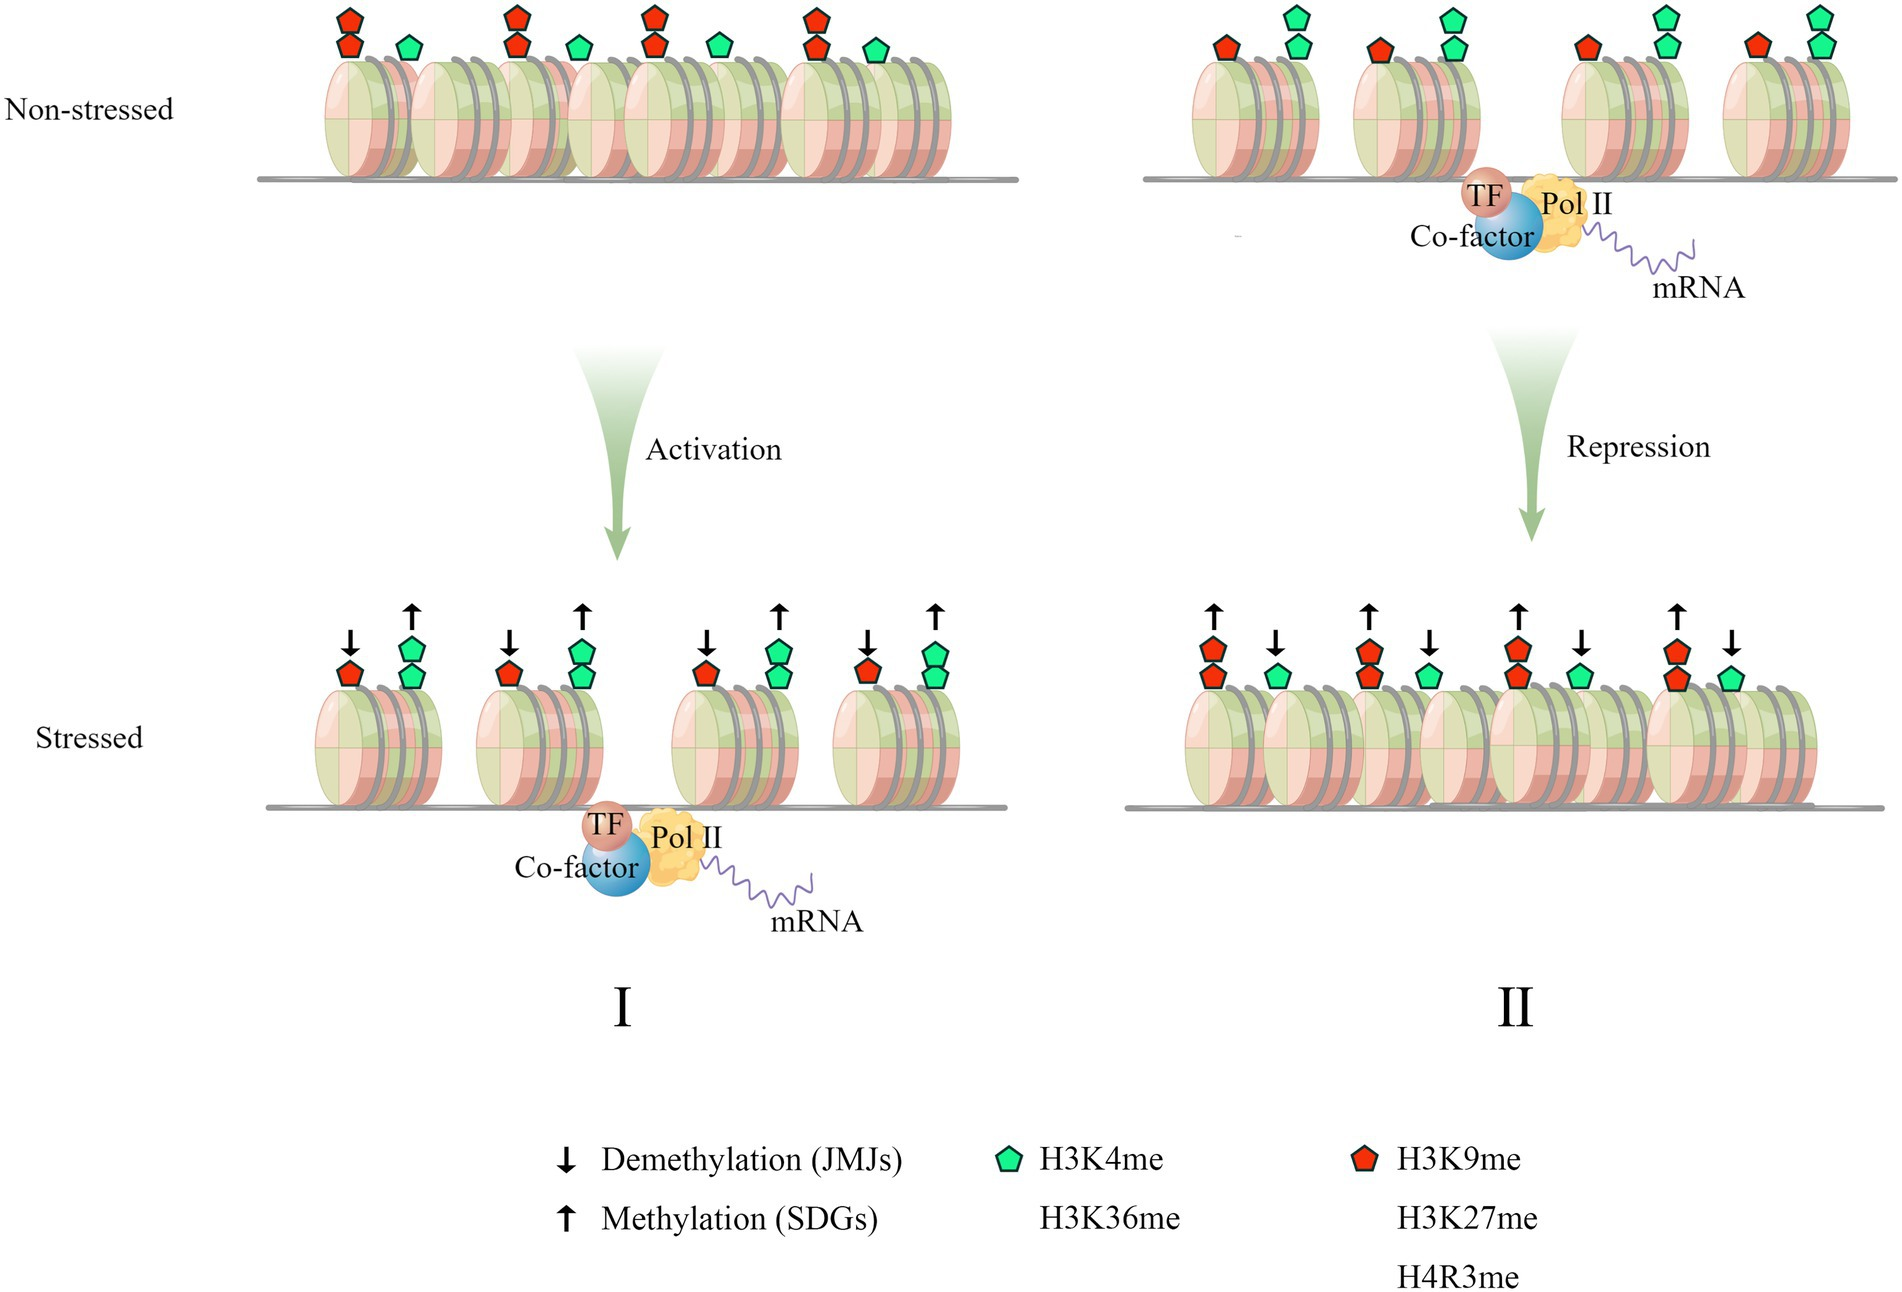 Non-stressed
TF
Pol II
Co-factor
mRNA
Activation
Repression
Stressed
TF
Pol II
Co-factor
mRNA
I
II
↓ Demethylation (JMJs)
H3K4me
H3K9me
↑ Methylation (SDGs)
H3K36me
H3K27me
H4R3me